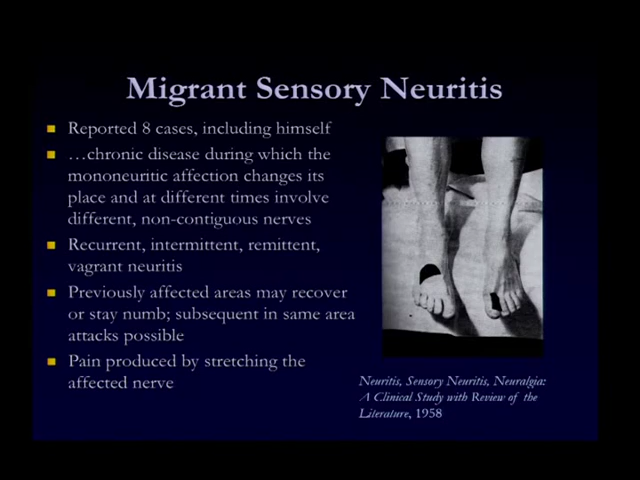 Migrant Sensory Neuritis
Reported 8 cases, including himself
…chronic disease during which the
mononeuritic affection changes its
place and at different times involve
different, non-contiguous nerves
Recurrent, intermittent, remittent,
vagrant neuritis
Previously affected areas may recover
or stay numb; subsequent in same area
attacks possible
Pain produced by stretching the
affected nerve
Neuritis, Sensory Neuritis, Neuralgia:
A Clinical Study with Review of the
Literature, 1958